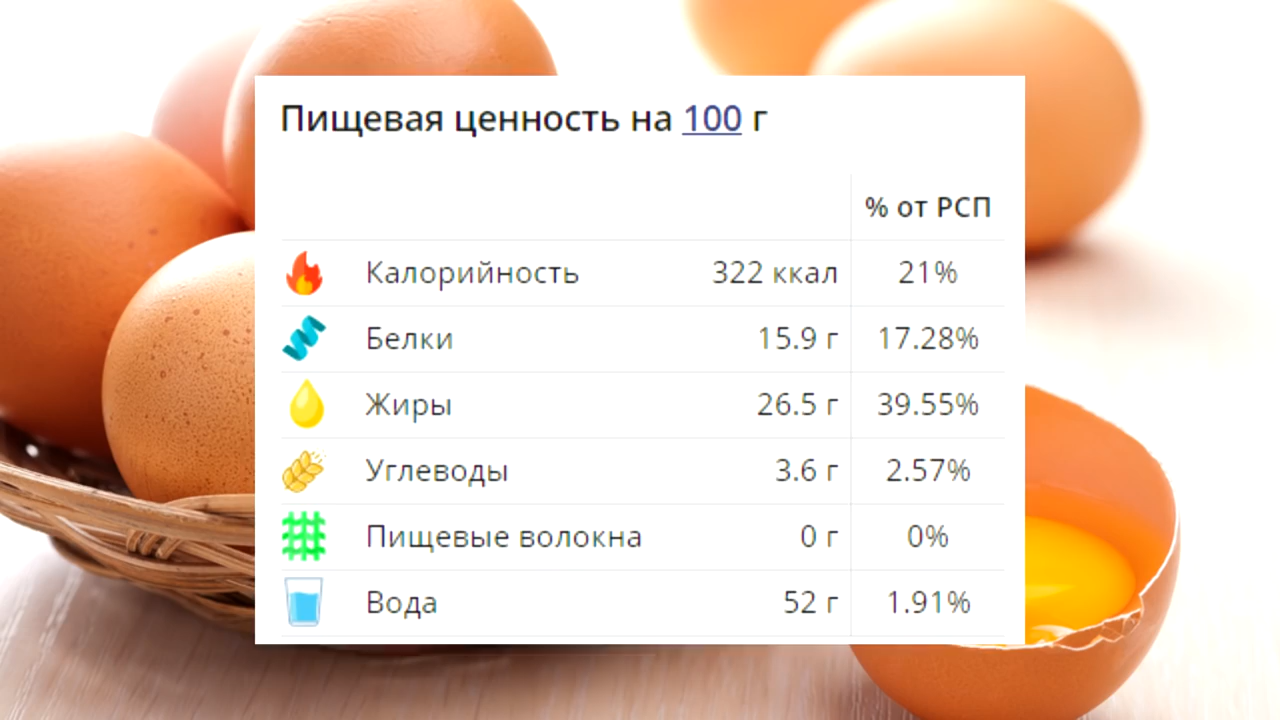 Пищевая ценность на 100 г
% от РСП
Калорийность 322 ккал 21%
Белки 15.9 г 17.28%
Жиры 26.5 г 39.55%
Углеводы 3.6 г 2.57%
Пищевые волокна 0 г 0%
Вода 52 г 1.91%